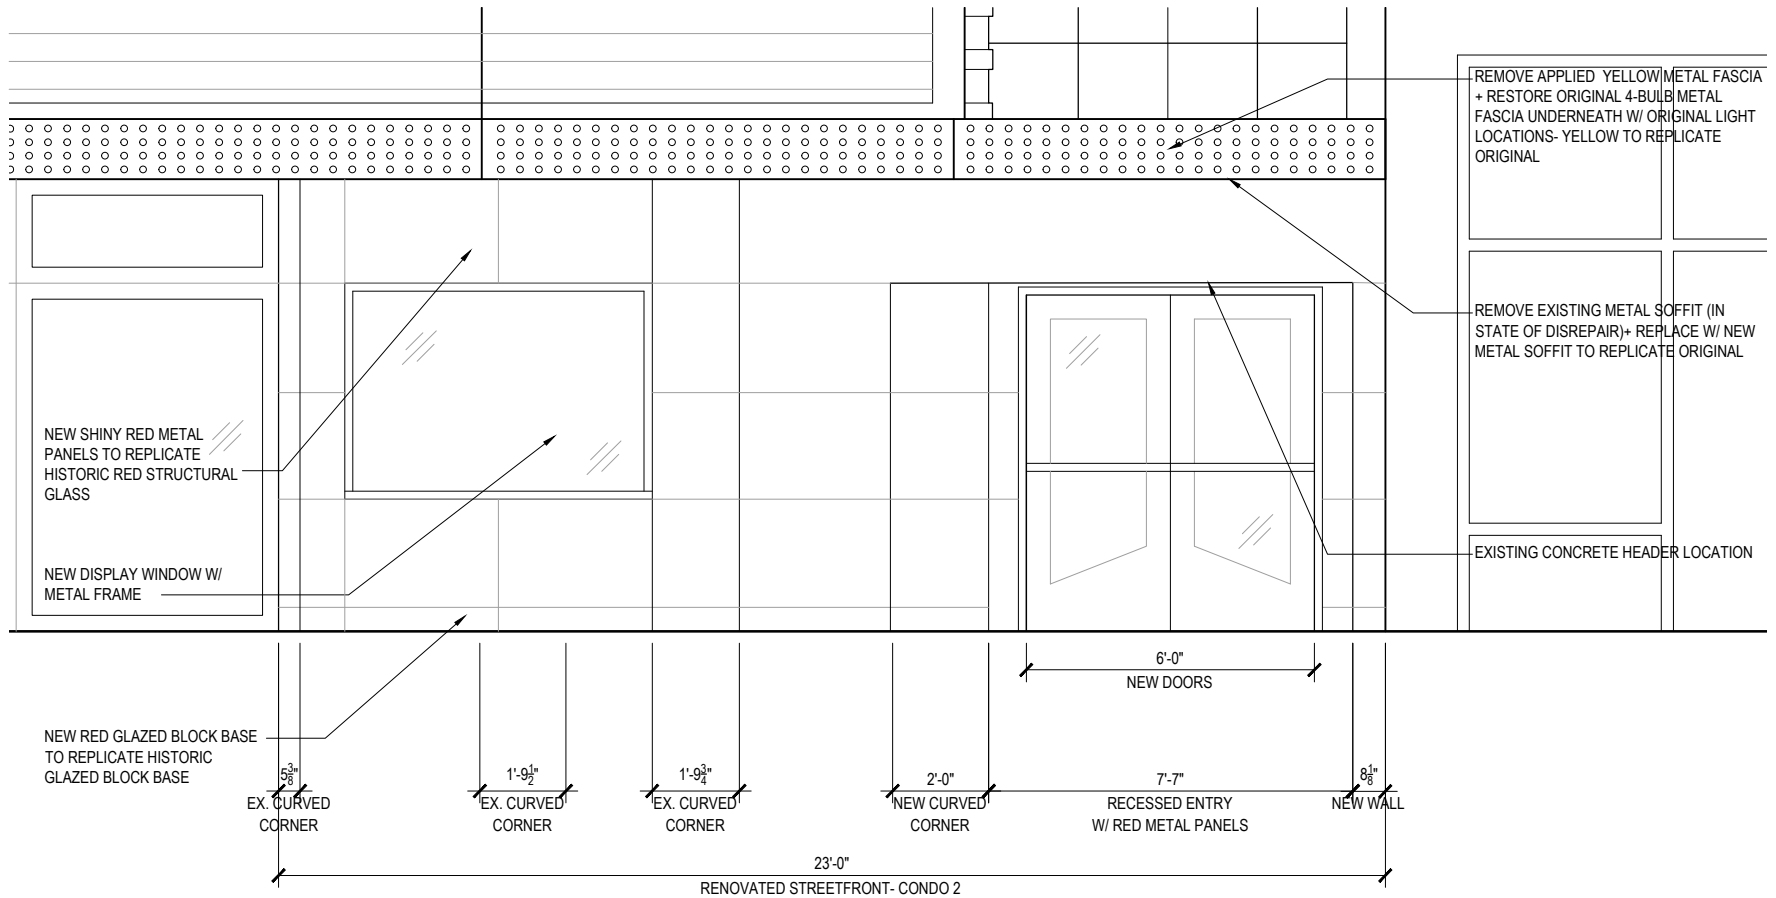 REMOVE APPLIED YELLOW METAL FASCIA
+ RESTORE ORIGINAL 4-BULB METAL
FASCIA UNDERNEATH W/ ORIGINAL LIGHT
LOCATIONS- YELLOW TO REPLICATE
ORIGINAL
REMOVE EXISTING METAL SOFFIT (IN
STATE OF DISREPAIR)+ REPLACE W/ NEW
METAL SOFFIT TO REPLICATE ORIGINAL
EXISTING CONCRETE HEADER LOCATION
NEW SHINY RED METAL
PANELS TO REPLICATE
HISTORIC RED STRUCTURAL
GLASS
NEW DISPLAY WINDOW W/
METAL FRAME
NEW RED GLAZED BLOCK BASE
TO REPLICATE HISTORIC
GLAZED BLOCK BASE
6'-0"
NEW DOORS
5 3/8"
EX. CURVED
CORNER
1'-9 1/2"
EX. CURVED
CORNER
1'-9 3/4"
EX. CURVED
CORNER
2'-0"
NEW CURVED
CORNER
7'-7"
RECESSED ENTRY
W/ RED METAL PANELS
8 1/8"
NEW WALL
23'-0"
RENOVATED STREETFRONT- CONDO 2